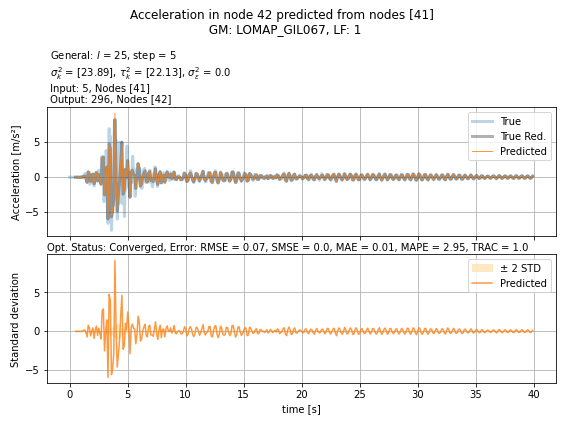 Acceleration in node 42 predicted from nodes [41]
GM: LOMAP_GIL067, LF: 1
General: l = 25, step = 5
σ²ₖ = [23.89], τ²ₖ = [22.13], σ²ε = 0.0
Input: 5, Nodes [41]
Output: 296, Nodes [42]
Acceleration [m/s²]
5
0
−5
True
True Red.
Predicted
Opt. Status: Converged, Error: RMSE = 0.07, SMSE = 0.0, MAE = 0.01, MAPE = 2.95, TRAC = 1.0
Standard deviation
5
0
−5
± 2 STD
Predicted
0 5 10 15 20 25 30 35 40
time [s]